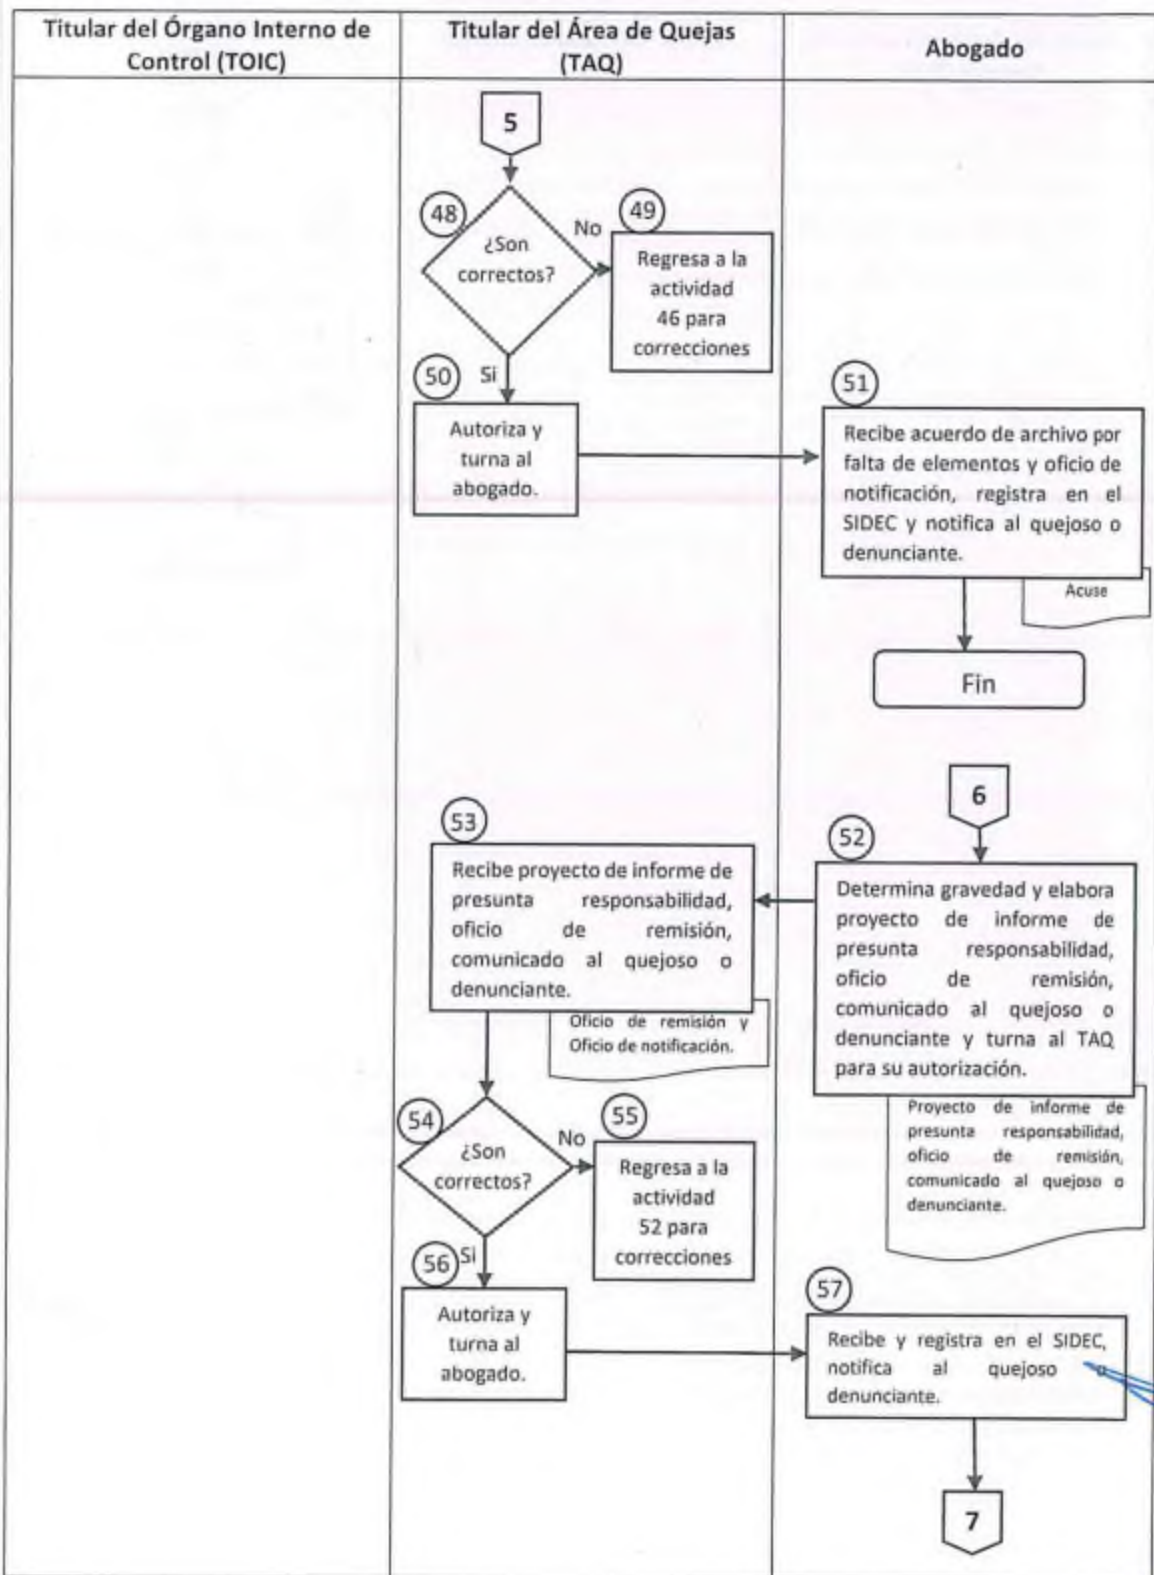 Titular del Órgano Interno de
Control (TOIC)
Titular del Área de Quejas
(TAQ)
Abogado
5
48
¿Son
correctos?
No
49
Regresa a la
actividad
46 para
correcciones
50
Si
Autoriza y
turna al
abogado.
51
Recibe acuerdo de archivo por
falta de elementos y oficio de
notificación, registra en el
SIDEC y notifica al quejoso o
denunciante.
Acuse
Fin
6
52
Determina gravedad y elabora
proyecto de informe de
presunta responsabilidad,
oficio de remisión,
comunicado al quejoso o
denunciante y turna al TAQ
para su autorización.
Proyecto de informe de
presunta responsabilidad,
oficio de remisión,
comunicado al quejoso o
denunciante.
53
Recibe proyecto de informe de
presunta responsabilidad,
oficio de remisión,
comunicado al quejoso o
denunciante.
Oficio de remisión y
Oficio de notificación.
54
¿Son
correctos?
No
55
Regresa a la
actividad
52 para
correcciones
56
Si
Autoriza y
turna al
abogado.
57
Recibe y registra en el SIDEC,
notifica al quejoso o
denunciante.
7